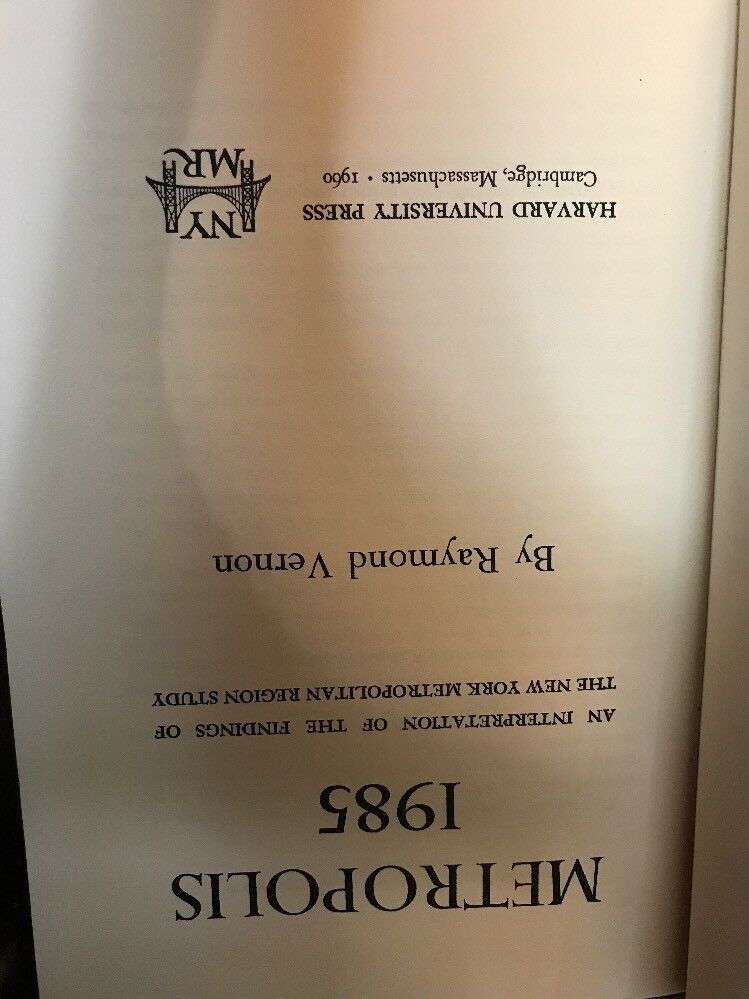 METROPOLIS
1985
AN INTERPRETATION OF THE FINDINGS OF
THE NEW YORK METROPOLITAN REGION STUDY
By Raymond Vernon
HARVARD UNIVERSITY PRESS
Cambridge, Massachusetts • 1960
NY
MR